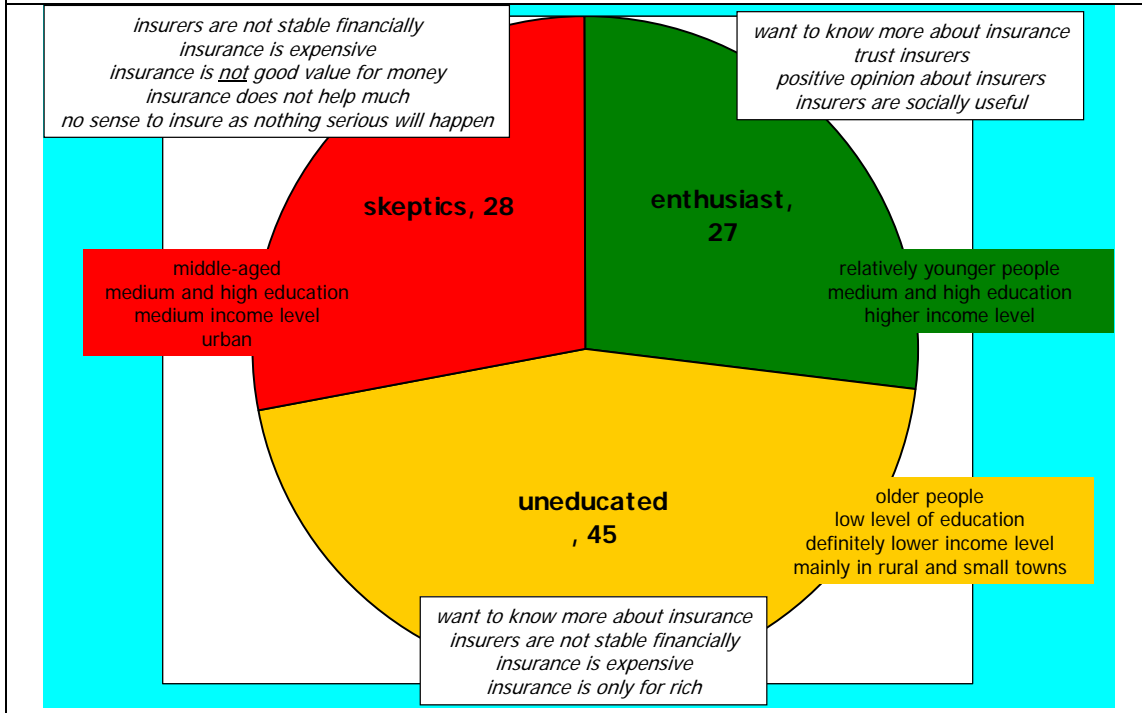 insurers are not stable financially
insurance is expensive
insurance is not good value for money
insurance does not help much
no sense to insure as nothing serious will happen
want to know more about insurance
trust insurers
positive opinion about insurers
insurers are socially useful
skeptics, 28
enthusiast,
27
middle-aged
medium and high education
medium income level
urban
relatively younger people
medium and high education
higher income level
uneducated
, 45
older people
low level of education
definitely lower income level
mainly in rural and small towns
want to know more about insurance
insurers are not stable financially
insurance is expensive
insurance is only for rich